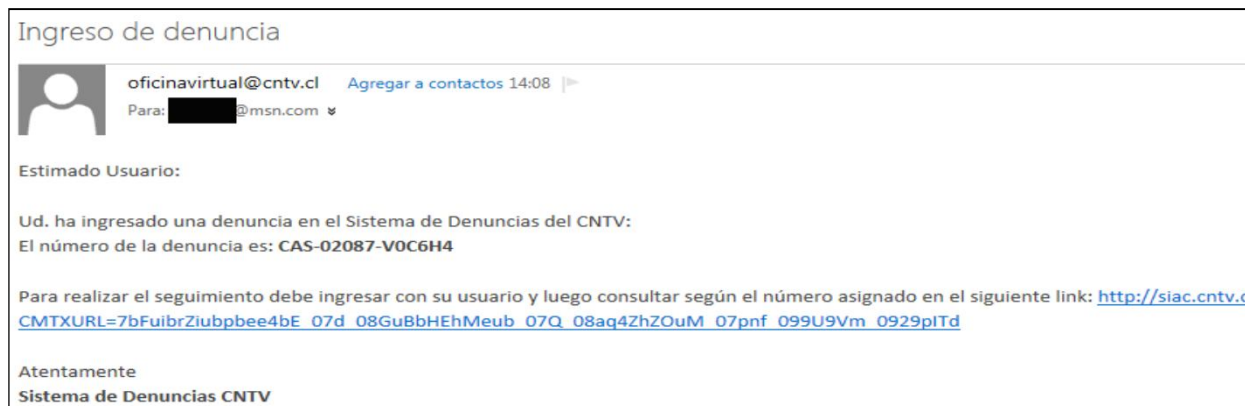 Ingreso de denuncia
oficinavirtual@cntv.cl Agregar a contactos 14:08
Para: @msn.com
Estimado Usuario:
Ud. ha ingresado una denuncia en el Sistema de Denuncias del CNTV:
El número de la denuncia es: CAS-02087-V0C6H4
Para realizar el seguimiento debe ingresar con su usuario y luego consultar según el número asignado en el siguiente link: http://siac.cntv.c
CMTXURL=7bFuibrZiubpbee4bE_07d_08GuBbHEhMeub_07Q_08aq4ZhZOuM_07pnf_099U9Vm_0929pITd
Atentamente
Sistema de Denuncias CNTV